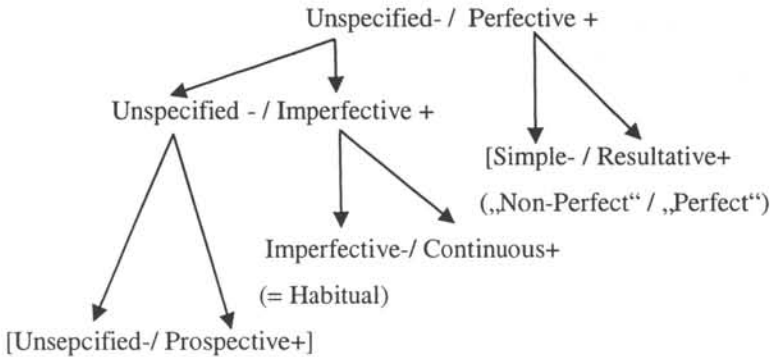 Unspecified- / Perfective +
Unspecified - / Imperfective +
[Simple- / Resultative+
(„Non-Perfect“ / „Perfect“)
Imperfective-/ Continuous+
(= Habitual)
[Unsepcified-/ Prospective+]